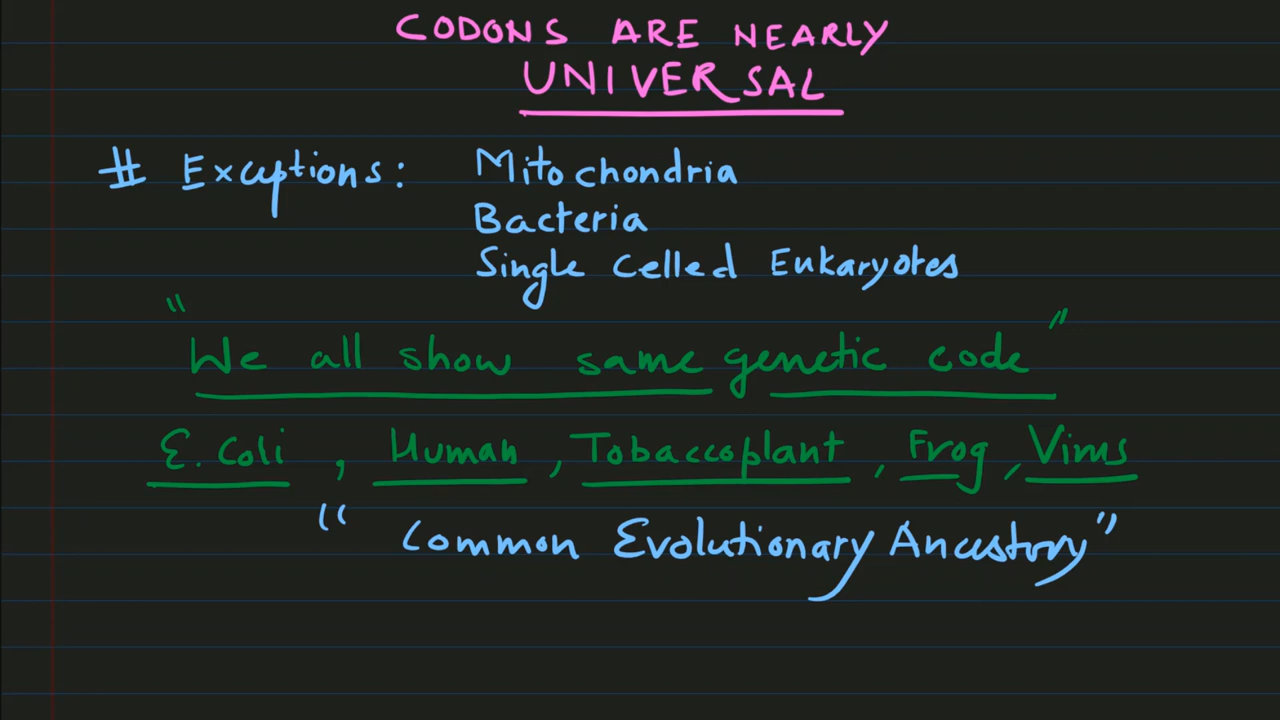 CODONS ARE NEARLY
UNIVERSAL
# Exceptions: Mitochondria
Bacteria
Single Celled Eukaryotes
"We all show same genetic code"
E. Coli, Human, Tobaccoplant, Frog, Virus
"Common Evolutionary Ancestory"